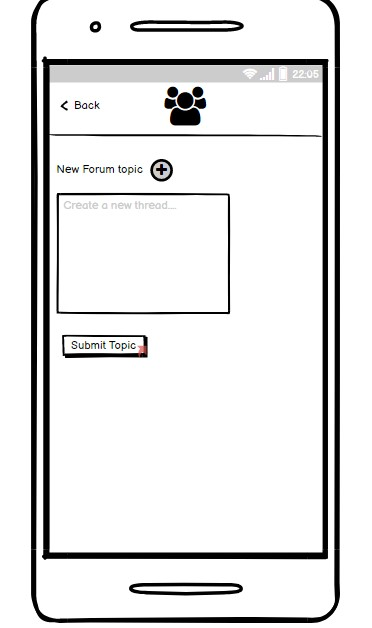 22:05
Back
New Forum topic
Create a new thread...
Submit Topic